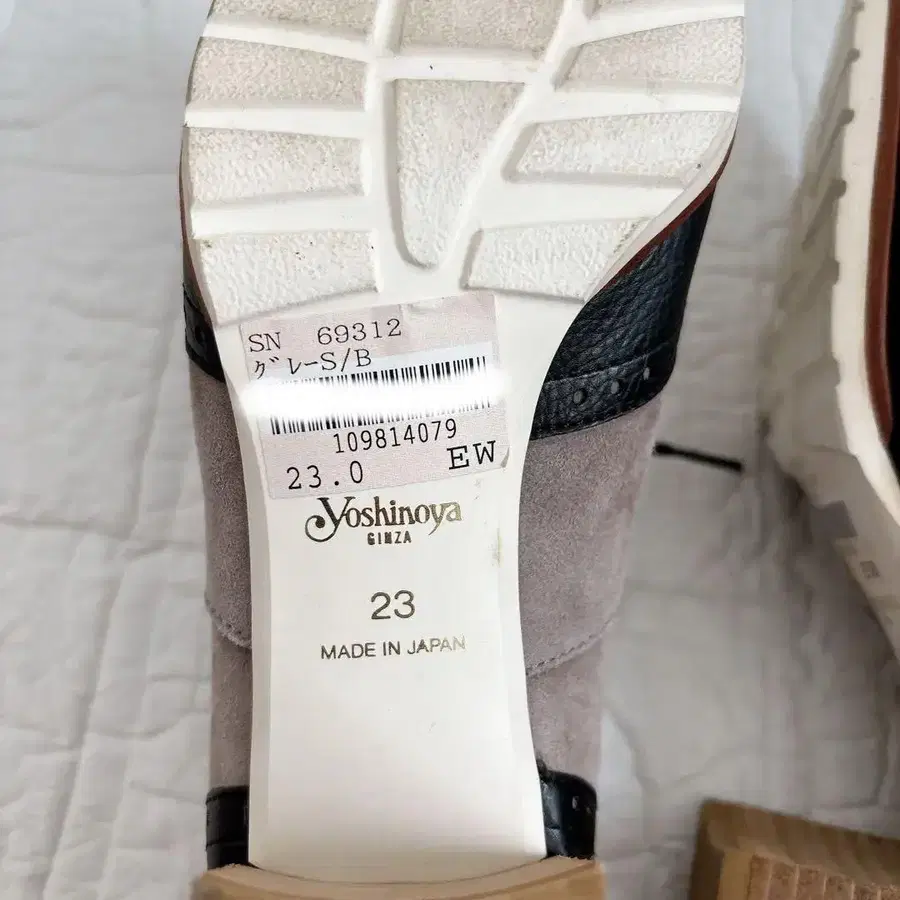 SN 69312
グレーS/B
109814079
23.0 EW
Yoshinoya
GINZA
23
MADE IN JAPAN